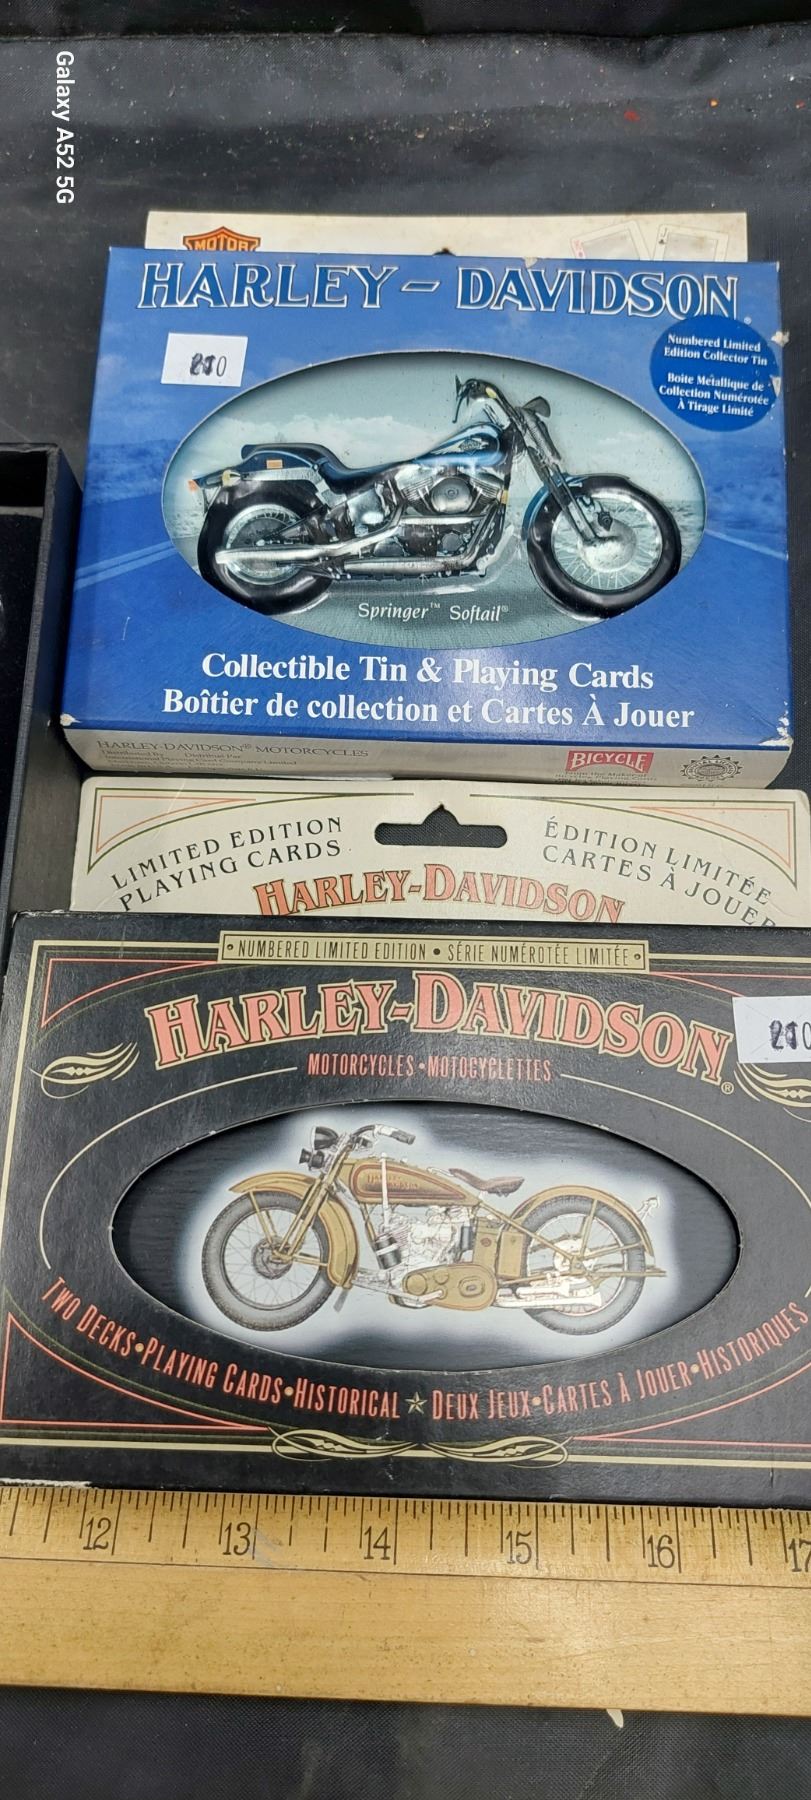 Galaxy A52 5G
MOTOR
HARLEY-DAVIDSON
Numbered Limited
Edition Collector Tin
Boite Métallique de
Collection Numérotée
À Tirage Limité
Springer™ Softail®
Collectible Tin & Playing Cards
Boîtier de collection et Cartes À Jouer
HARLEY-DAVIDSON® MOTORCYCLES
BICYCLE
LIMITED EDITION
PLAYING CARDS
ÉDITION LIMITÉE
CARTES À JOUER
HARLEY-DAVIDSON
• NUMBERED LIMITED EDITION • SÉRIE NUMÉROTÉE LIMITÉE •
HARLEY-DAVIDSON®
MOTORCYCLES • MOTOCYCLETTES
TWO DECKS • PLAYING CARDS • HISTORICAL ★ DEUX JEUX • CARTES À JOUER • HISTORIQUES
12 13 14 15 16 17